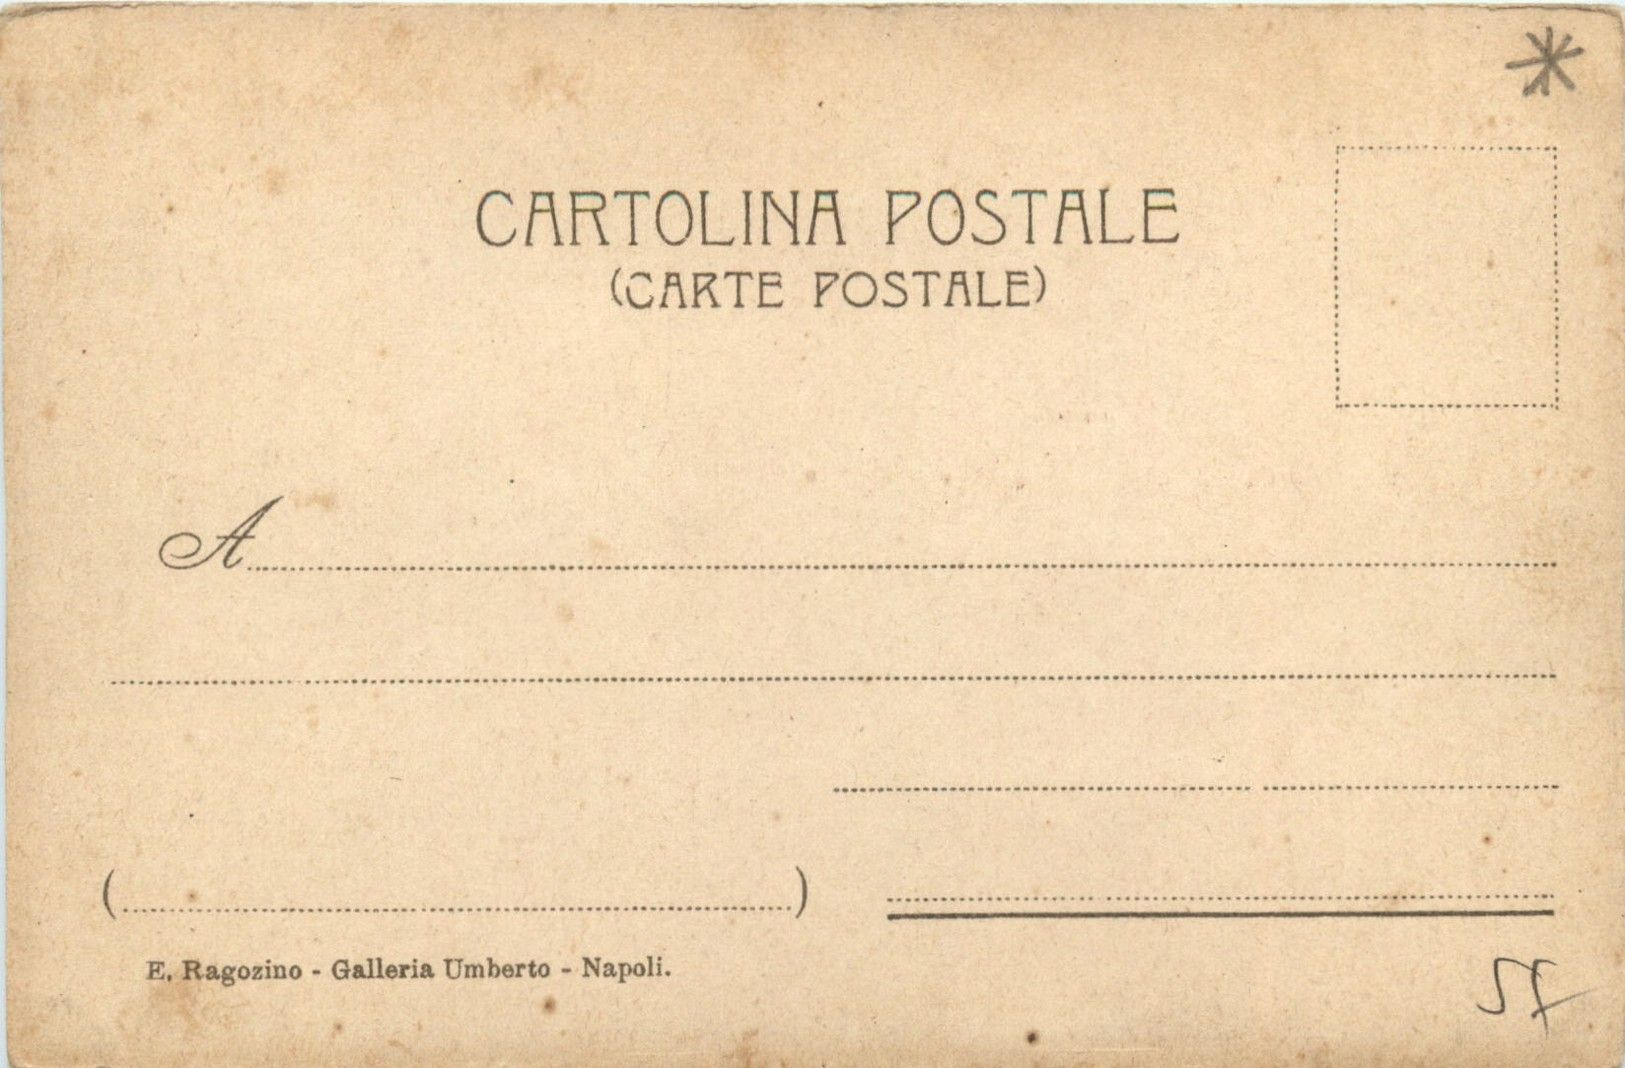 CARTOLINA POSTALE
(CARTE POSTALE)
A
( )
E. Ragozino - Galleria Umberto - Napoli.